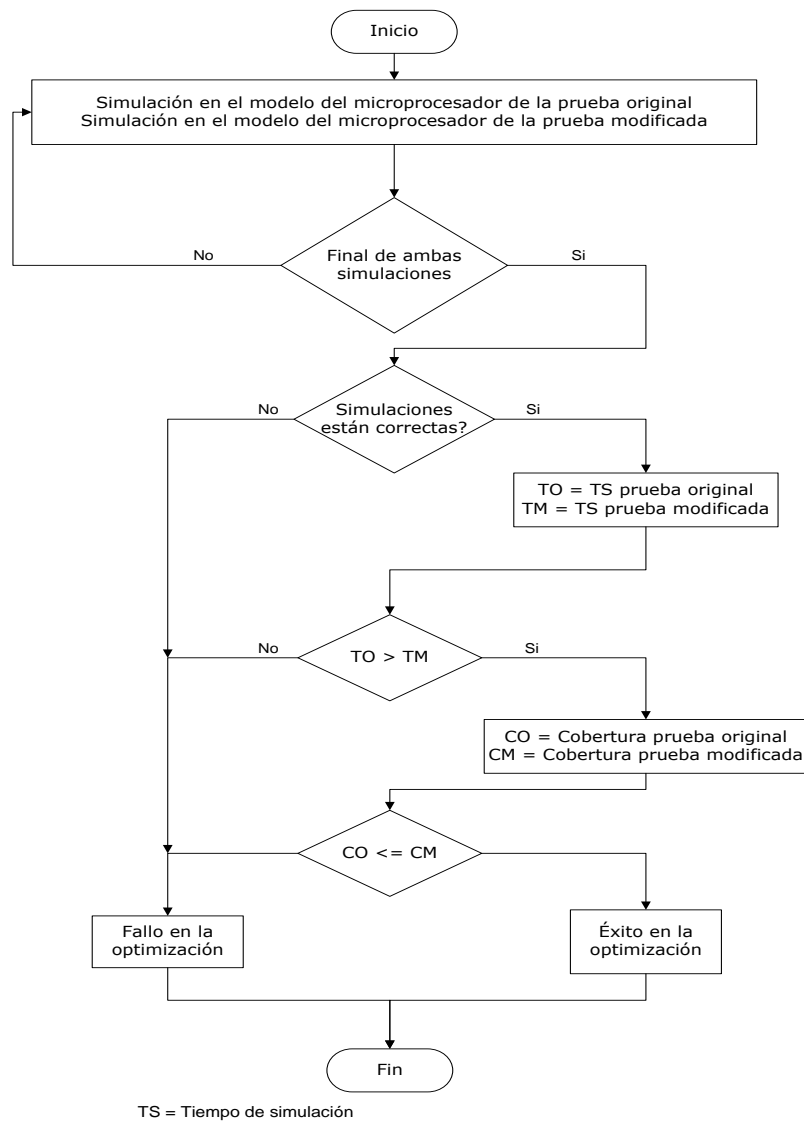 Inicio
Simulación en el modelo del microprocesador de la prueba original
Simulación en el modelo del microprocesador de la prueba modificada
Final de ambas
simulaciones
No
Si
Simulaciones
están correctas?
No
Si
TO = TS prueba original
TM = TS prueba modificada
TO > TM
No
Si
CO = Cobertura prueba original
CM = Cobertura prueba modificada
CO <= CM
Fallo en la
optimización
Éxito en la
optimización
Fin
TS = Tiempo de simulación